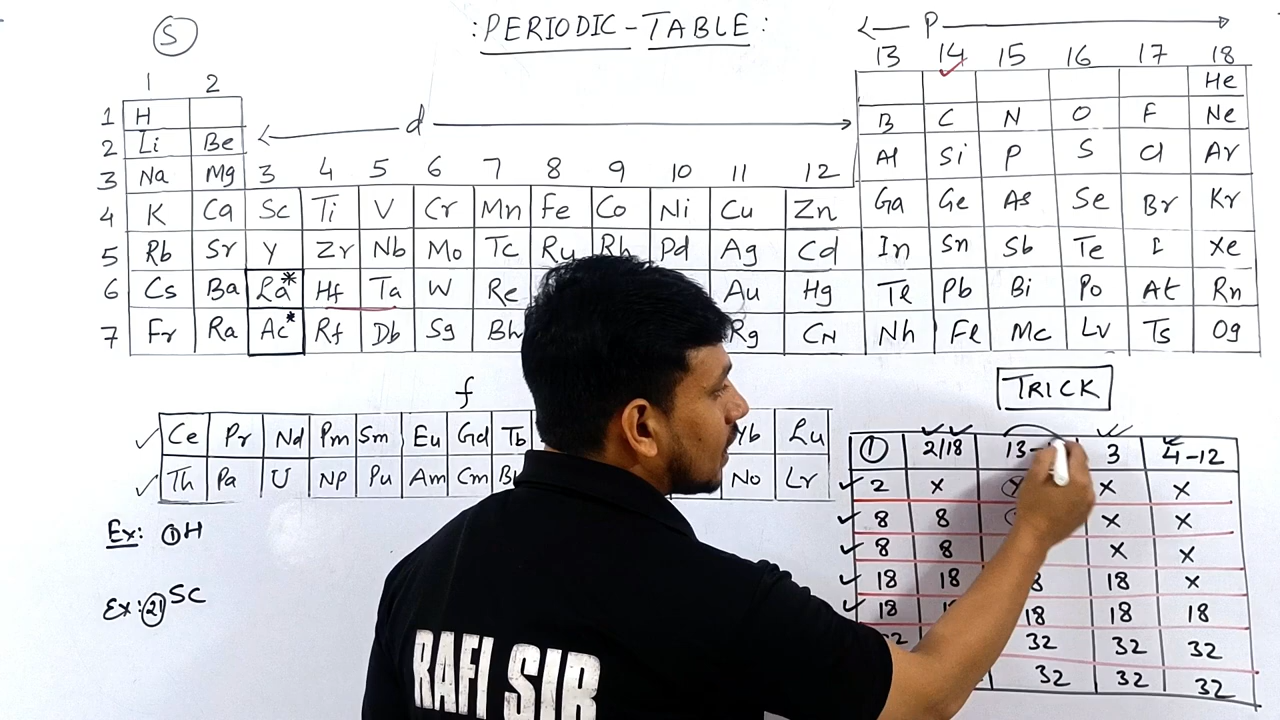 S
: PERIODIC-TABLE :
P
13 14 15 16 17 18
1 2
He
1 H
d
B C N O F Ne
2 Li Be
Al Si P S Cl Ar
3 Na Mg 3 4 5 6 7 8 9 10 11 12
4 K Ca Sc Ti V Cr Mn Fe Co Ni Cu Zn Ga Ge As Se Br Kr
5 Rb Sr Y Zr Nb Mo Tc Ru Rh Pd Ag Cd In Sn Sb Te I Xe
6 Cs Ba La* Hf Ta W Re Au Hg Tl Pb Bi Po At Rn
7 Fr Ra Ac* Rf Db Sg Bh Rg CN Nh Fl Mc Lv Ts Og
f
TRICK
Ce Pr Nd Pm Sm Eu Gd Tb Yb Lu
Th Pa U NP Pu Am Cm No Lr
1 2/18 13- 3 4-12
2 x x x
8 8 x x
8 8 x x
18 18 18 x
18 18 18 18
32 32 32
32 32 32
Ex: 1 H
Ex: 21 SC
RAFI SIR